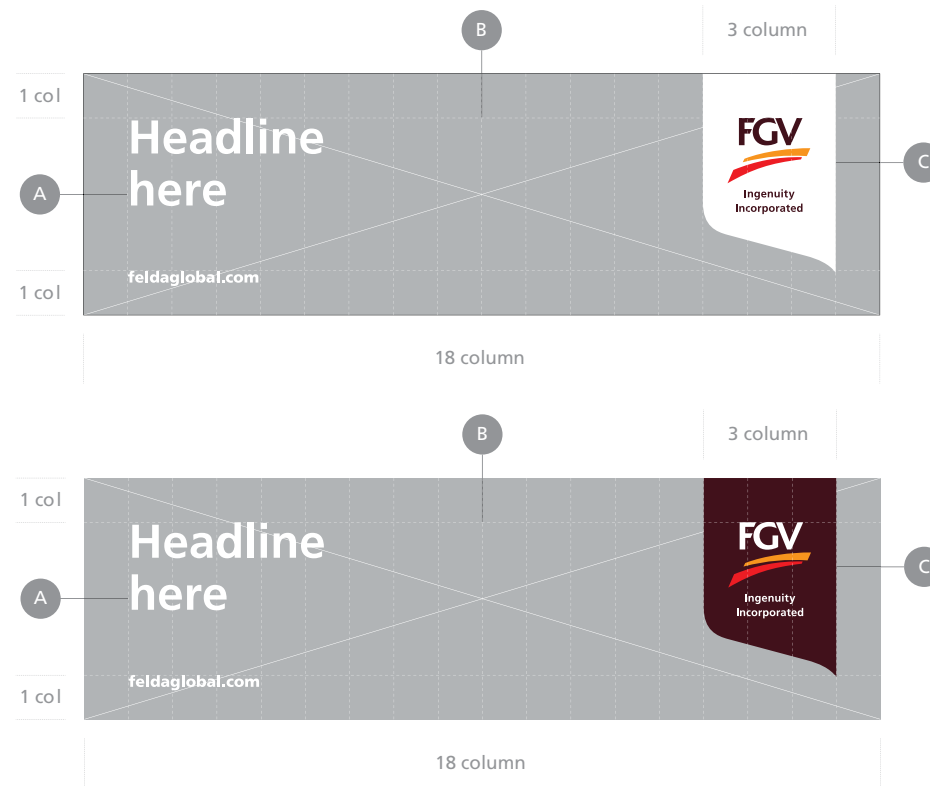 B
3 column
1 col
Headline
here
A
FGV
Ingenuity
Incorporated
C
feldaglobal.com
1 col
18 column
B
3 column
1 col
Headline
here
A
FGV
Ingenuity
Incorporated
C
feldaglobal.com
1 col
18 column